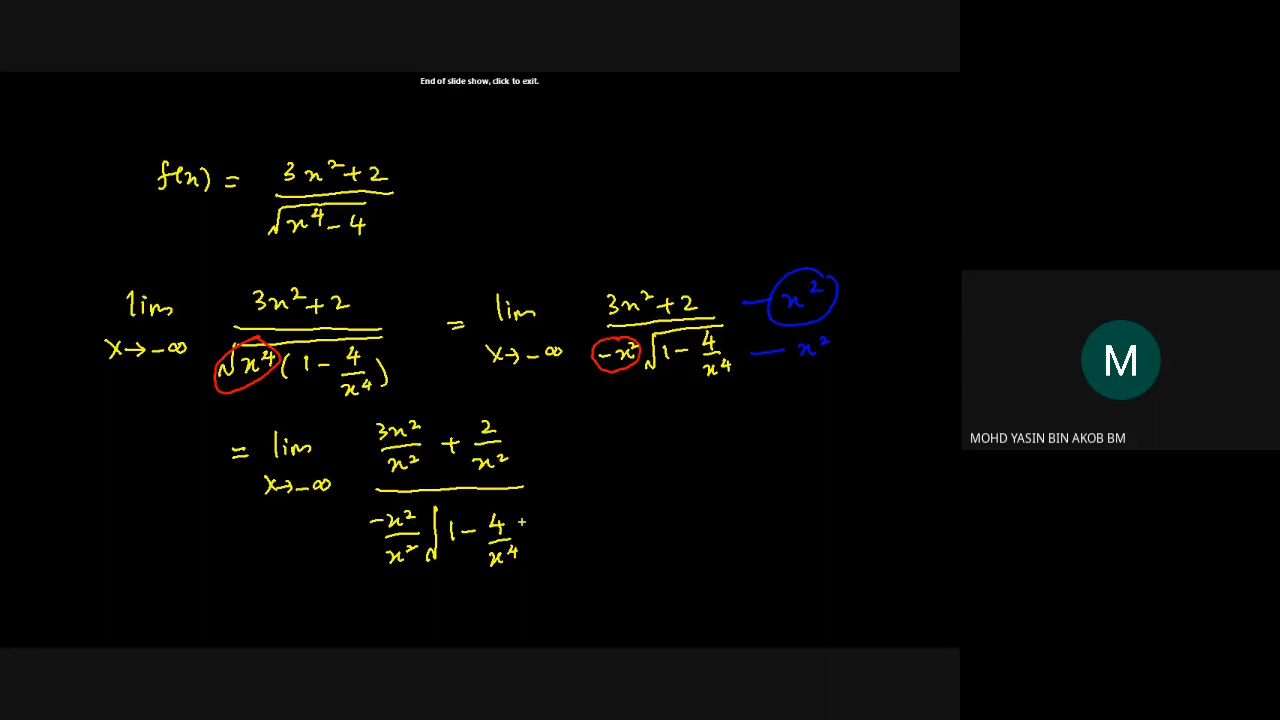 End of slide show, click to exit.
f(x) = 3x² + 2 / √(x⁴ - 4)
lim x→-∞ 3x² + 2 / √(x⁴ (1 - 4/x⁴)) = lim x→-∞ 3x² + 2 / -x² √(1 - 4/x⁴) — x² — x²
= lim x→-∞ 3x²/x² + 2/x² / -x²/x² √(1 - 4/x⁴)
M
MOHD YASIN BIN AKOB BM